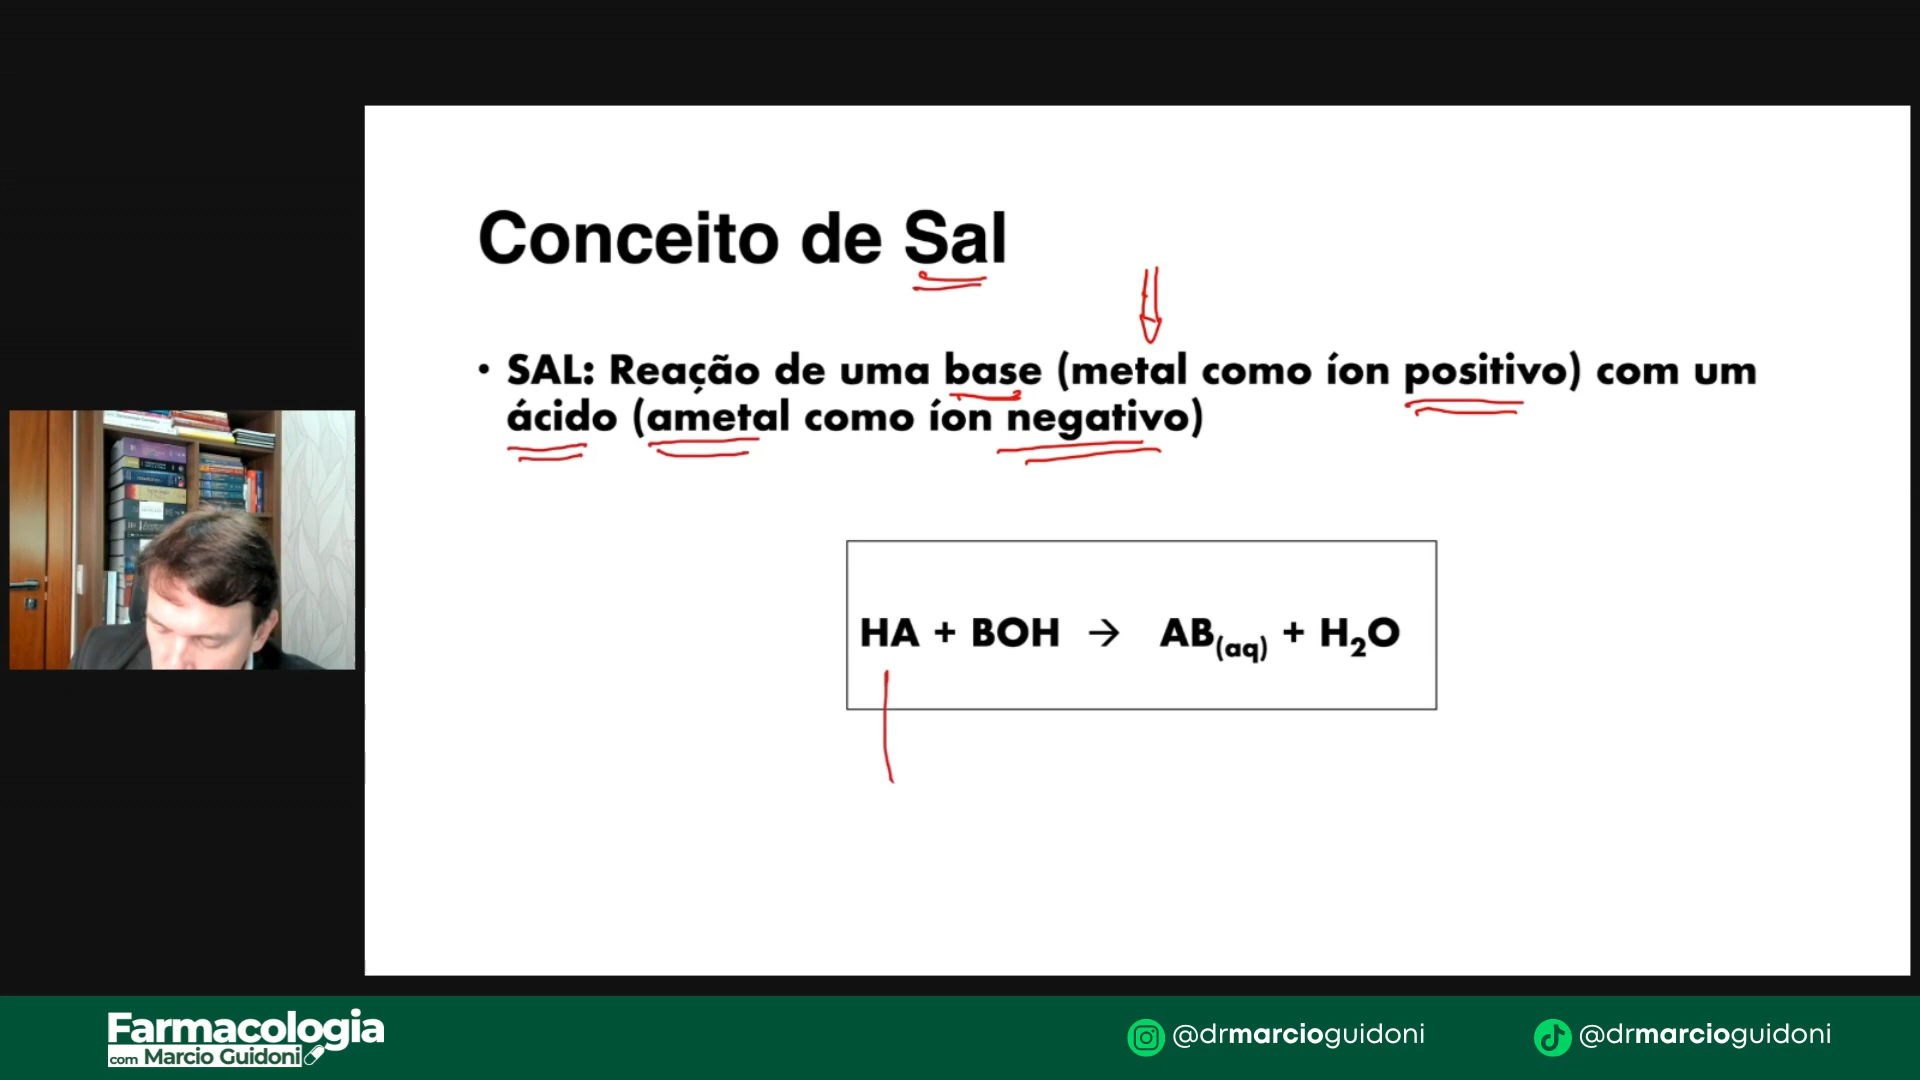 Conceito de Sal
• SAL: Reação de uma base (metal como íon positivo) com um
ácido (ametal como íon negativo)
HA + BOH → AB(aq) + H₂O
Farmacologia
com Marcio Guidoni
@drmarcioguidoni
@drmarcioguidoni